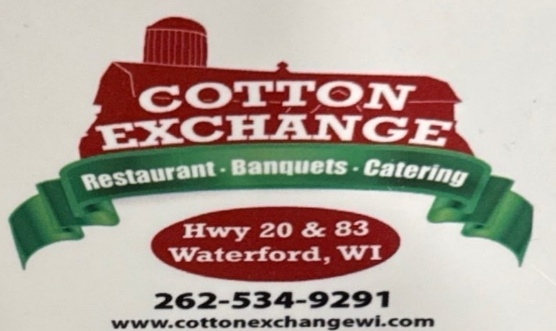 COTTON
EXCHANGE
Restaurant · Banquets · Catering
Hwy 20 & 83
Waterford, WI
262-534-9291
www.cottonexchangewi.com